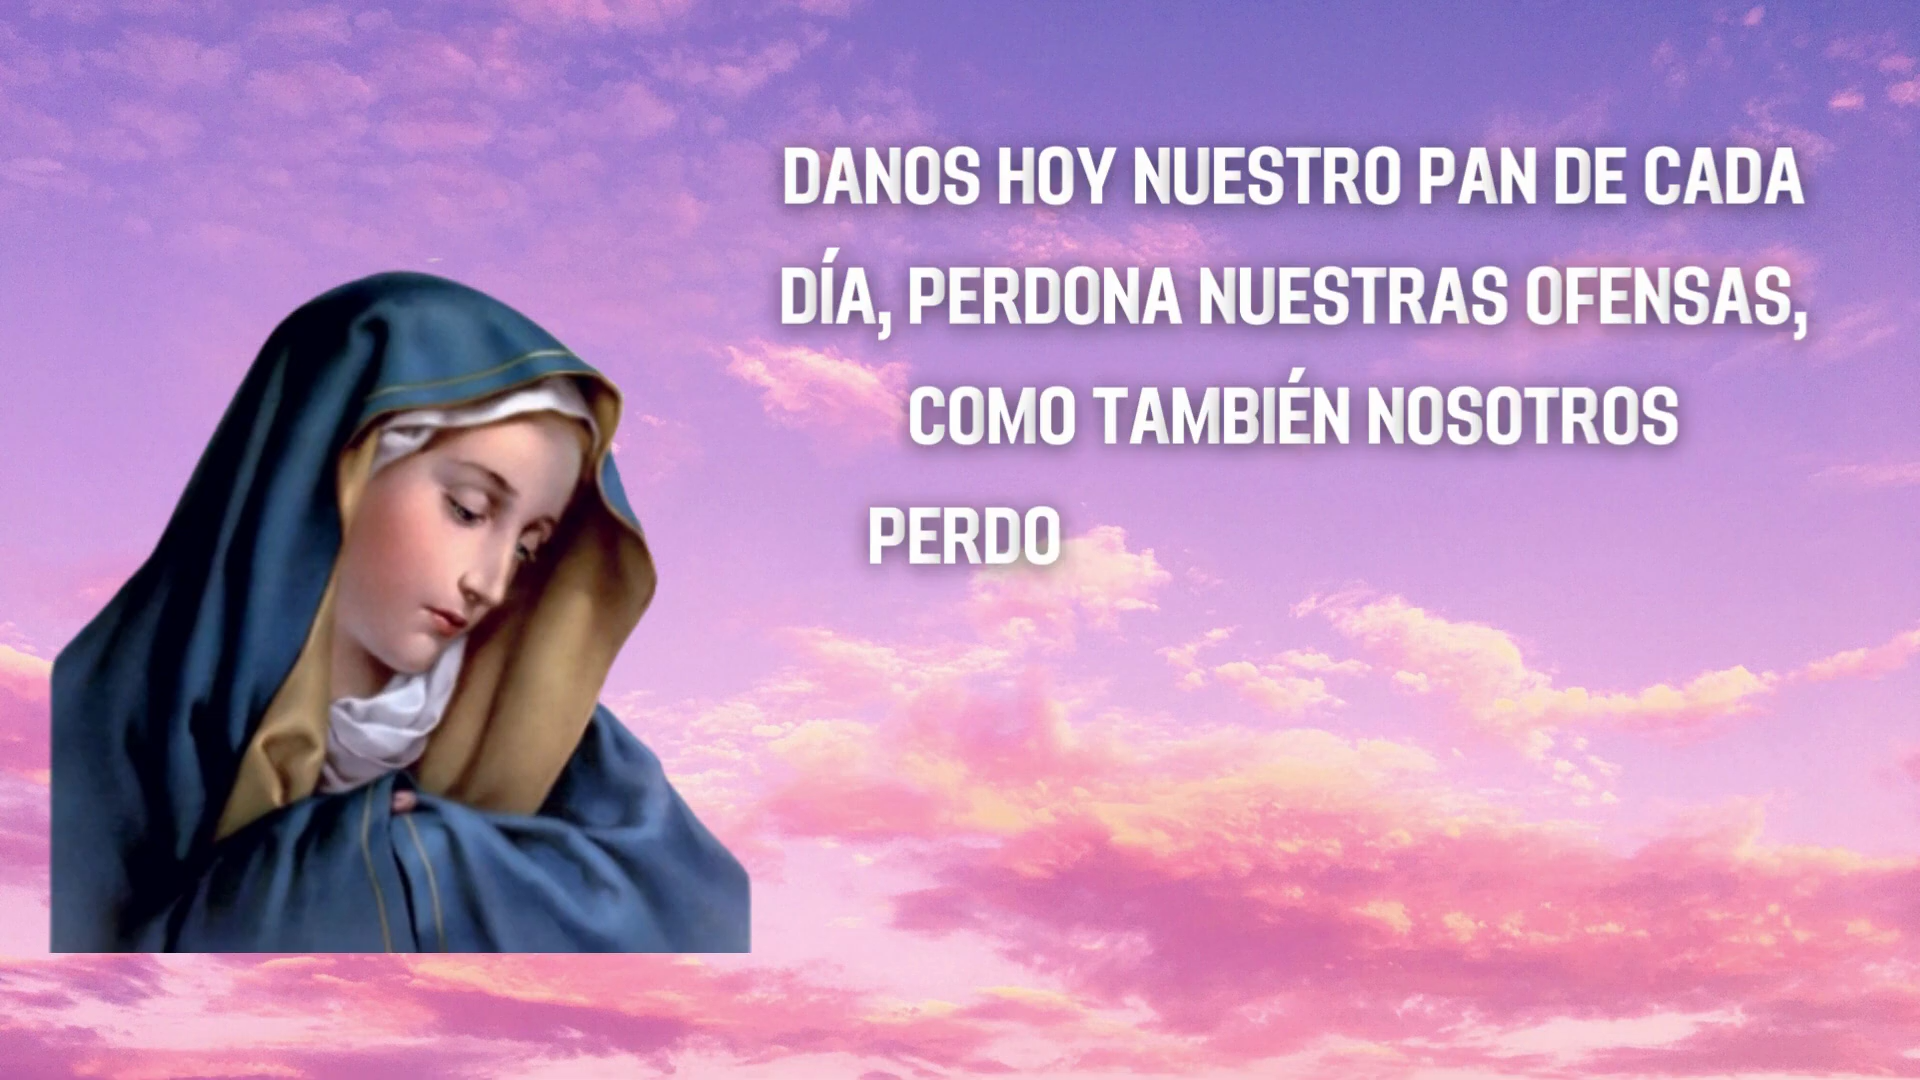 DANOS HOY NUESTRO PAN DE CADA
DÍA, PERDONA NUESTRAS OFENSAS,
COMO TAMBIÉN NOSOTROS
PERDO